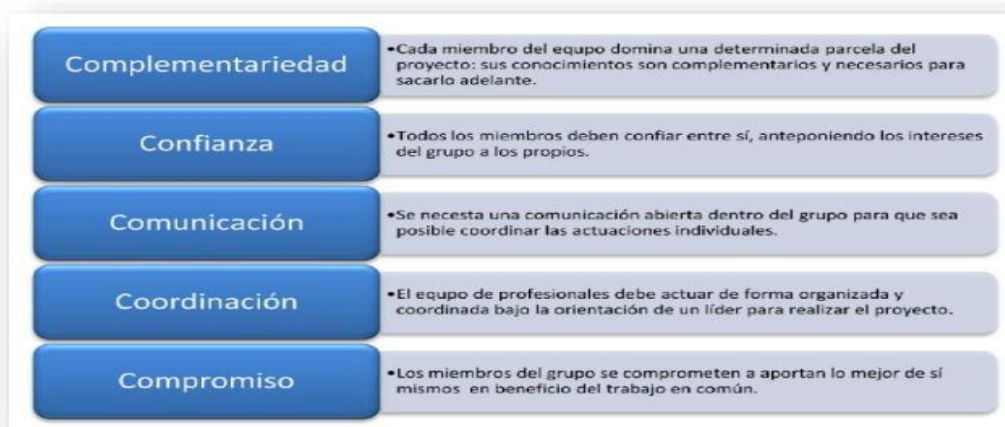 Complementariedad
•Cada miembro del equpo domina una determinada parcela del
proyecto: sus conocimientos son complementarios y necesarios para
sacarlo adelante.
Confianza
•Todos los miembros deben confiar entre sí, anteponiendo los intereses
del grupo a los propios.
Comunicación
•Se necesta una comunicación abierta dentro del grupo para que sea
posible coordinar las actuaciones individuales.
Coordinación
•El equpo de profesionales debe actuar de forma organizada y
coordinada bajo la orientación de un líder para realizar el proyecto.
Compromiso
•Los miembros del grupo se comprometen a aportan lo mejor de sí
mismos en beneficio del trabajo en común.